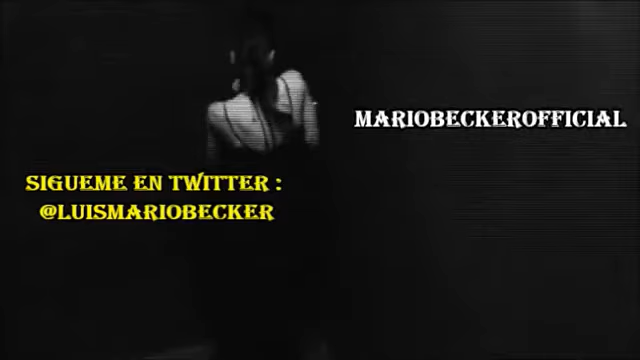 MARIOBECKEROFFICIAL
SIGUEME EN TWITTER :
@LUISMARIOBECKER